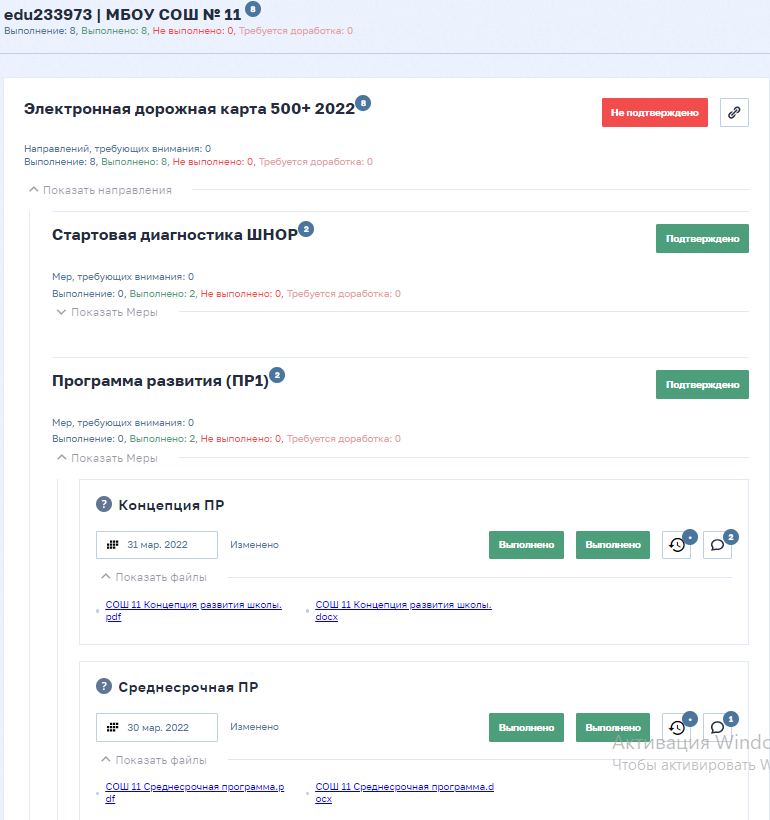 edu233973 | МБОУ СОШ № 11 8
Выполнение: 8, Выполнено: 8, Не выполнено: 0, Требуется доработка: 0
Электронная дорожная карта 500+ 2022 8
Не подтверждено
Направлений, требующих внимания: 0
Выполнение: 8, Выполнено: 8, Не выполнено: 0, Требуется доработка: 0
Показать направления
Стартовая диагностика ШНОР 2
Подтверждено
Мер, требующих внимания: 0
Выполнение: 0, Выполнено: 2, Не выполнено: 0, Требуется доработка: 0
Показать Меры
Программа развития (ПР1) 2
Подтверждено
Мер, требующих внимания: 0
Выполнение: 0, Выполнено: 2, Не выполнено: 0, Требуется доработка: 0
Показать Меры
? Концепция ПР
31 мар. 2022 Изменено Выполнено Выполнено 2
Показать файлы
СОШ 11 Концепция развития школы. СОШ 11 Концепция развития школы.
pdf docx
? Среднесрочная ПР
30 мар. 2022 Изменено Выполнено Выполнено 1
Активация Windo
Показать файлы
Чтобы активировать W
СОШ 11 Среднесрочная программа.p СОШ 11 Среднесрочная программа.d
df ocx